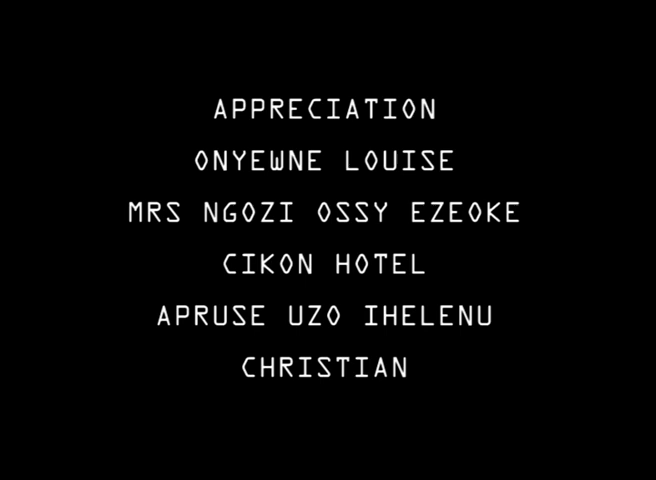 APPRECIATION
ONYEWNE LOUISE
MRS NGOZI OSSY EZEOKE
CIKON HOTEL
APRUSE UZO IHELENU
CHRISTIAN